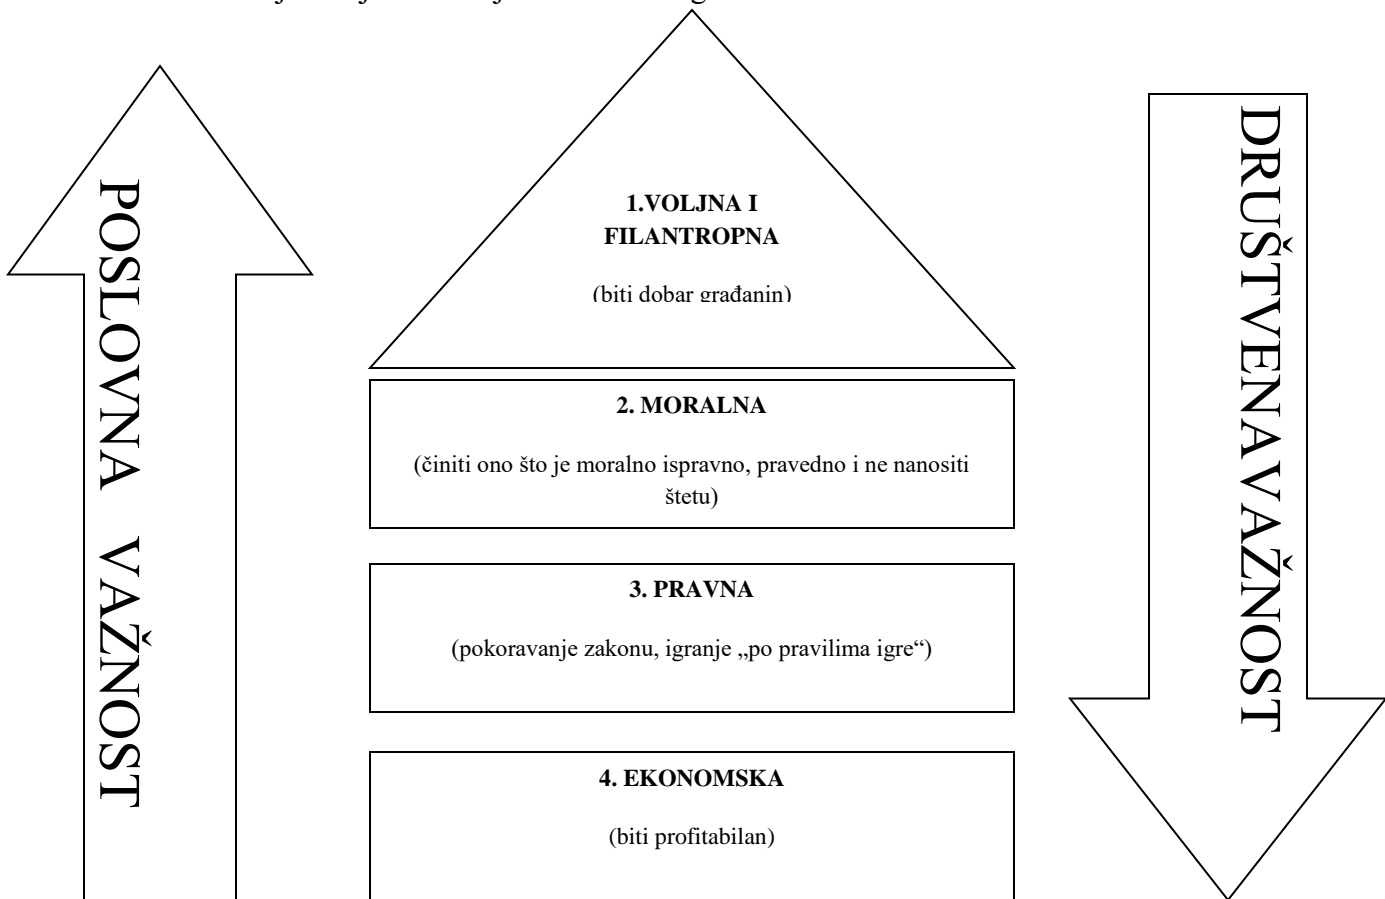 POSLOVNA VAŽNOST
1.VOLJNA I
FILANTROPNA
(biti dobar građanin)
2. MORALNA
(činiti ono što je moralno ispravno, pravedno i ne nanositi
štetu)
3. PRAVNA
(pokoravanje zakonu, igranje „po pravilima igre“)
4. EKONOMSKA
(biti profitabilan)
DRUŠTVENAVAŽNOST